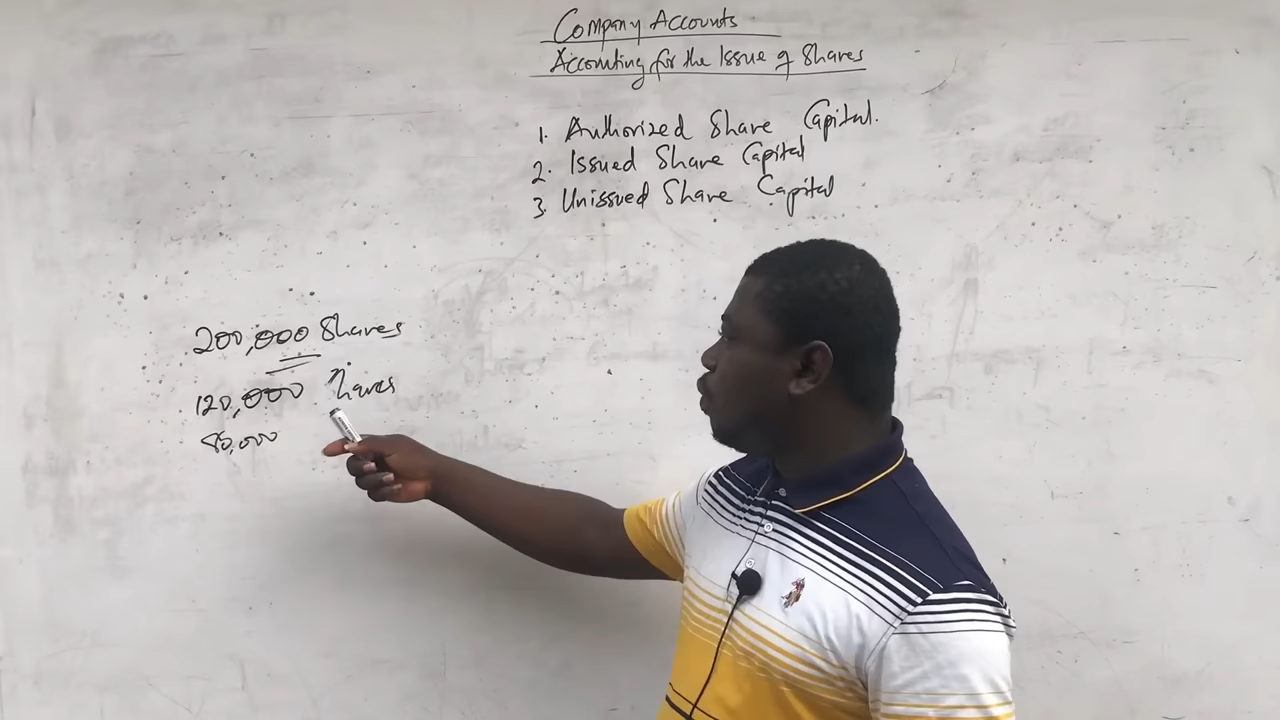 Company Accounts
Accounting for the Issue of Shares
1. Authorized Share Capital.
2. Issued Share Capital
3. Unissued Share Capital
200,000 Shares
120,000 Shares
80,000